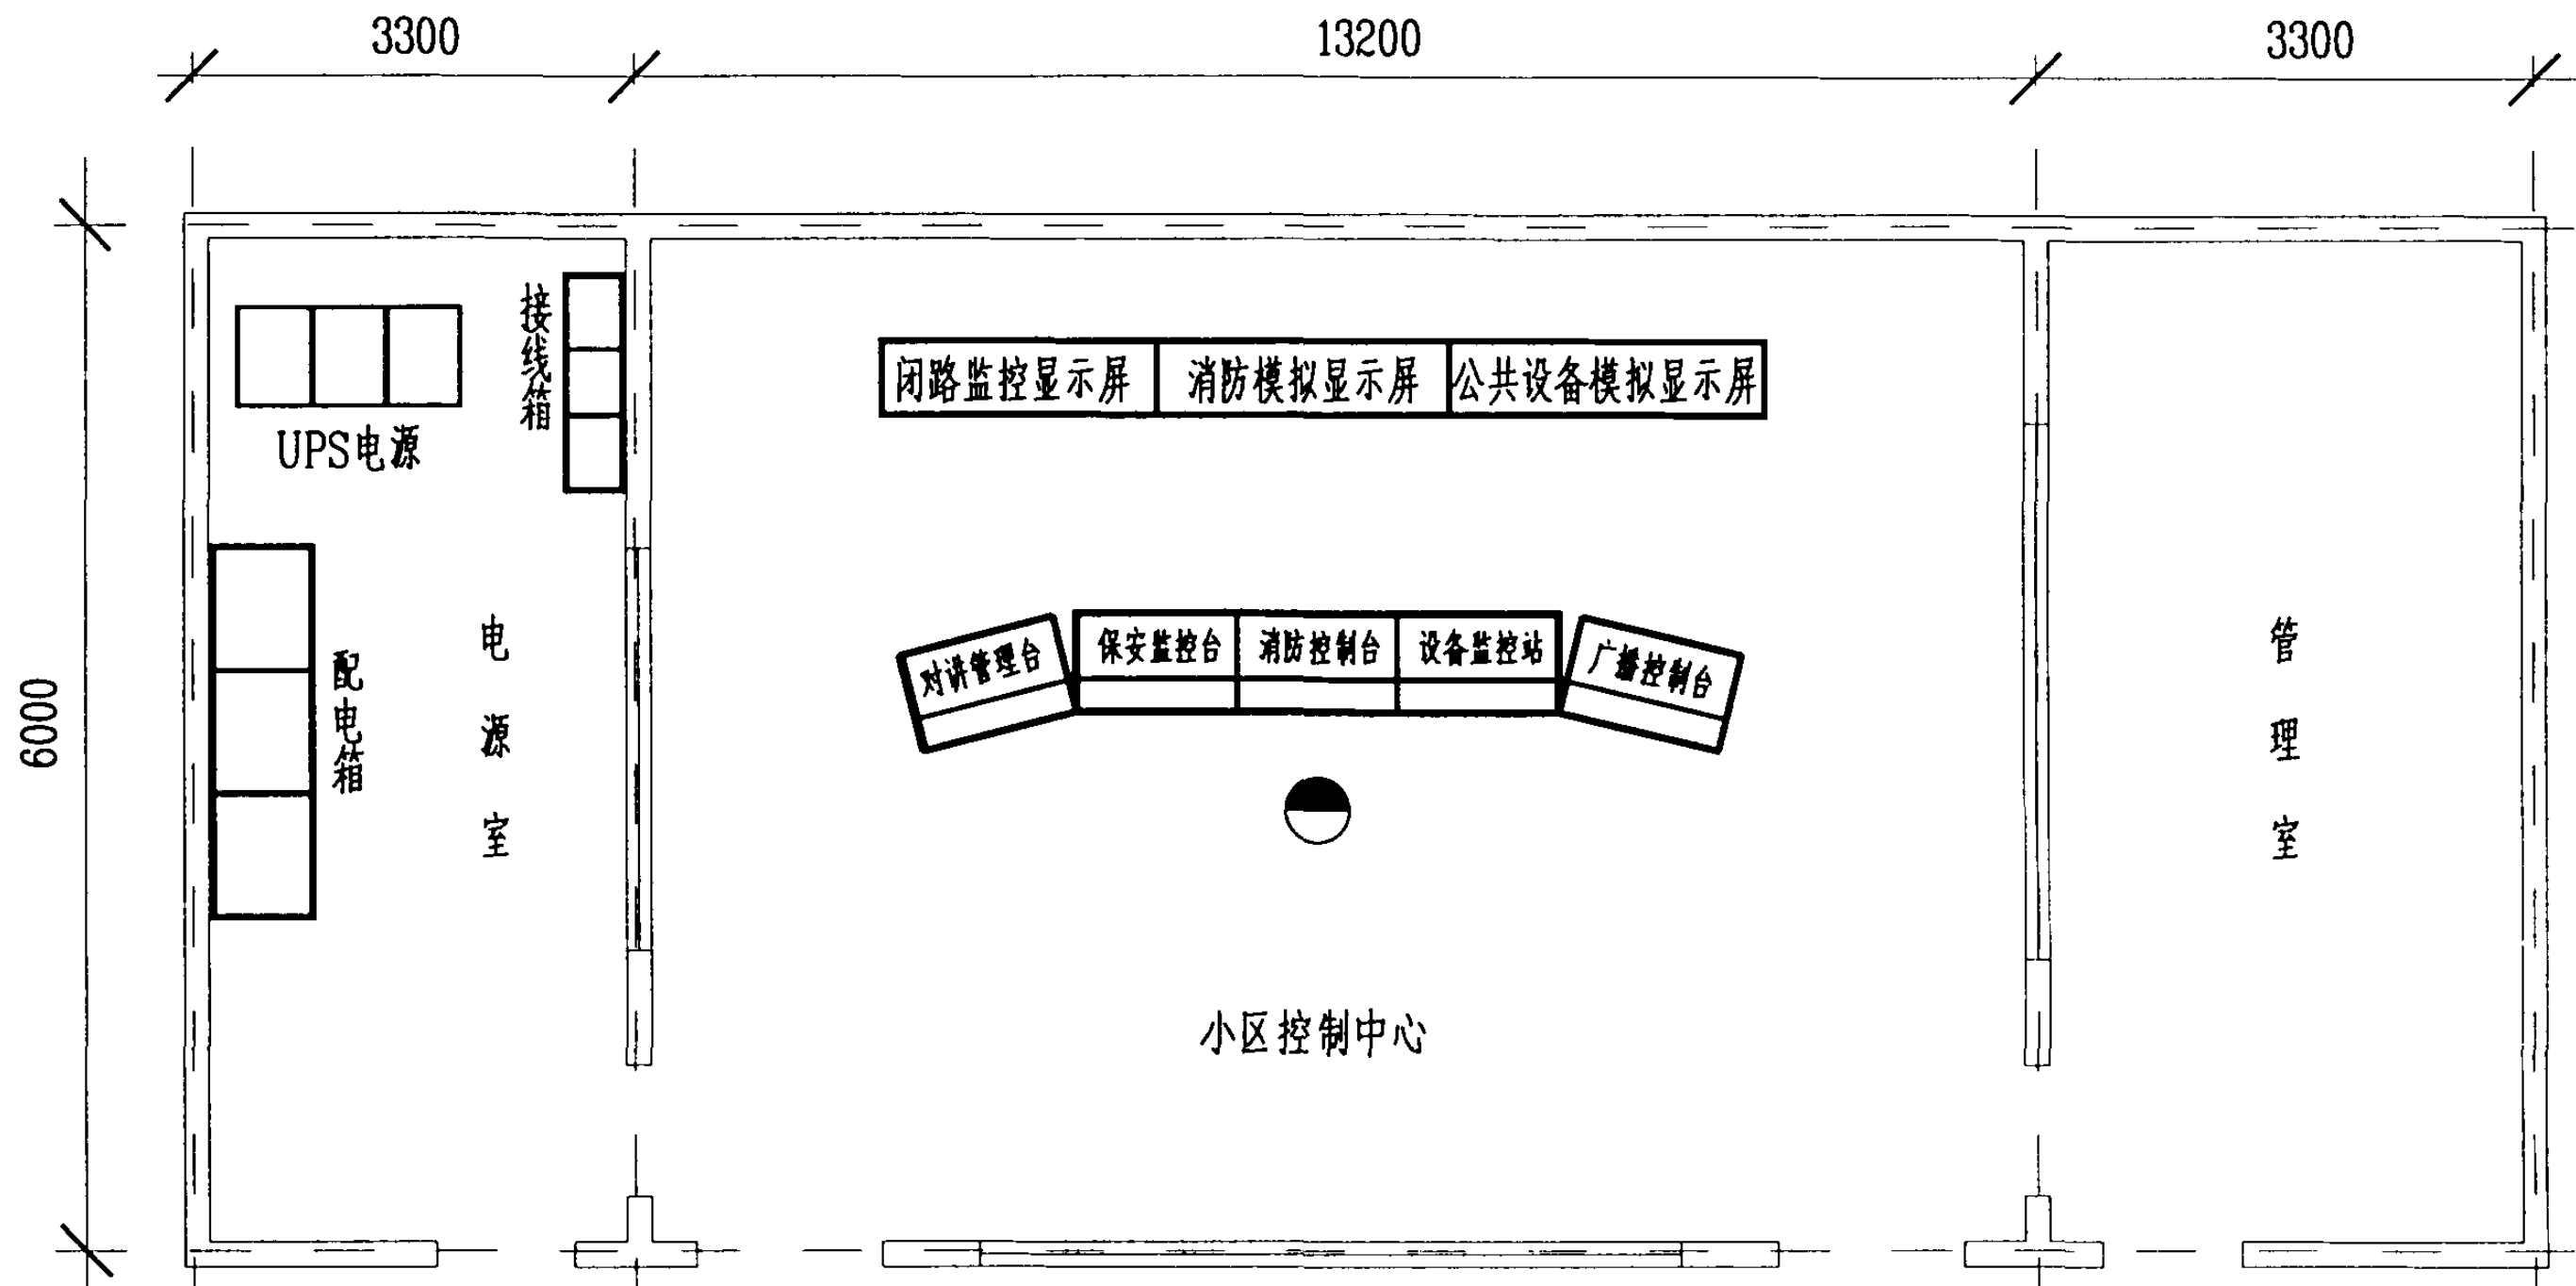 3300
13200
3300
6000
接线箱
UPS电源
闭路监控显示屏
消防模拟显示屏
公共设备模拟显示屏
配电箱
电源室
对讲管理台
保安监控台
消防控制台
设备监控站
广播控制台
管理室
小区控制中心